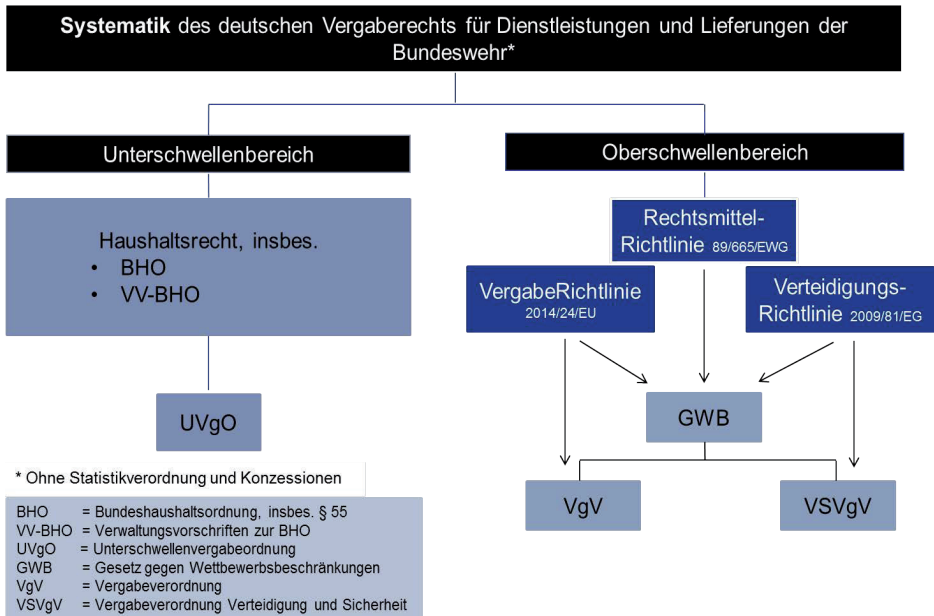 Systematik des deutschen Vergaberechts für Dienstleistungen und Lieferungen der
Bundeswehr*
Unterschwellenbereich
Oberschwellenbereich
Haushaltsrecht, insbes.
• BHO
• VV-BHO
Rechtsmittel-
Richtlinie 89/665/EWG
VergabeRichtlinie
2014/24/EU
Verteidigungs-
Richtlinie 2009/81/EG
UVgO
GWB
VgV
VSVgV
* Ohne Statistikverordnung und Konzessionen
BHO = Bundeshaushaltsordnung, insbes. § 55
VV-BHO = Verwaltungsvorschriften zur BHO
UVgO = Unterschwellenvergabeordnung
GWB = Gesetz gegen Wettbewerbsbeschränkungen
VgV = Vergabeverordnung
VSVgV = Vergabeverordnung Verteidigung und Sicherheit